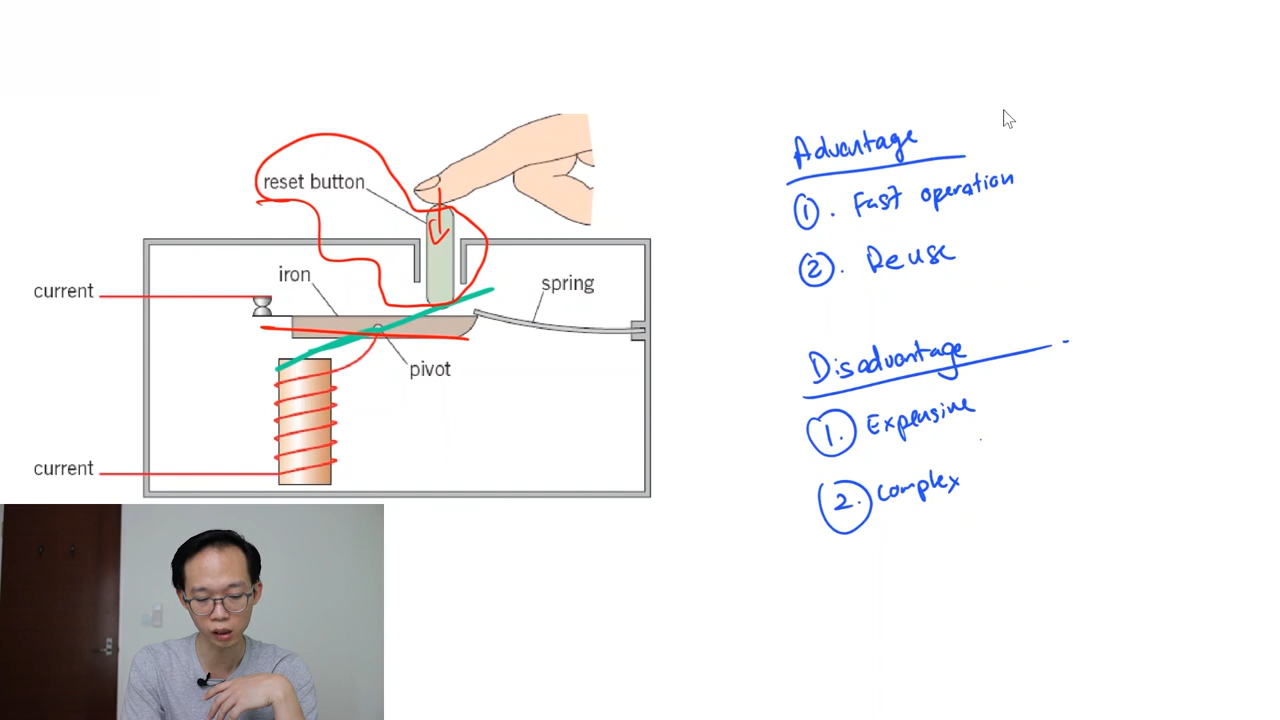 reset button
iron
spring
current
pivot
current
Advantage
1. Fast operation
2. Reuse
Disadvantage
1. Expensive
2. Complex